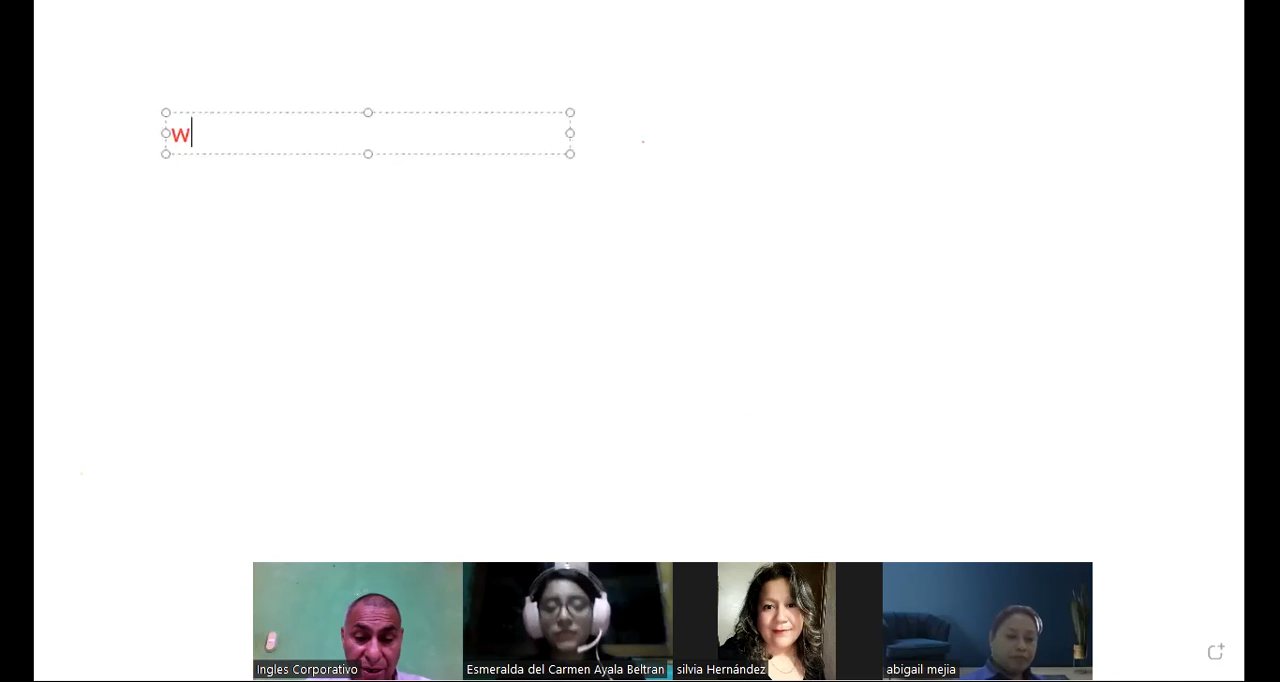 w
Ingles Corporativo
Esmeralda del Carmen Ayala Beltran
silvia Hernández
abigail mejia